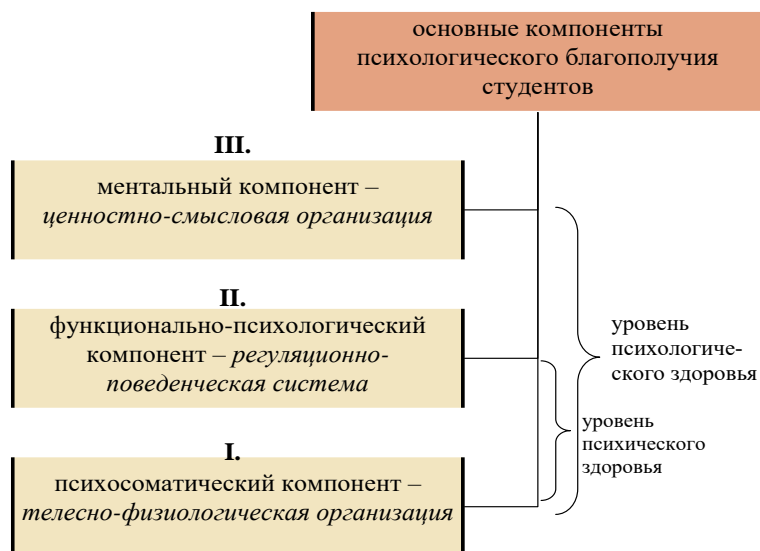 основные компоненты
психологического благополучия
студентов
III.
ментальный компонент –
ценностно-смысловая организация
II.
функционально-психологический
компонент – регуляционно-
поведенческая система
I.
психосоматический компонент –
телесно-физиологическая организация
уровень
психологиче-
ского здоровья
уровень
психического
здоровья